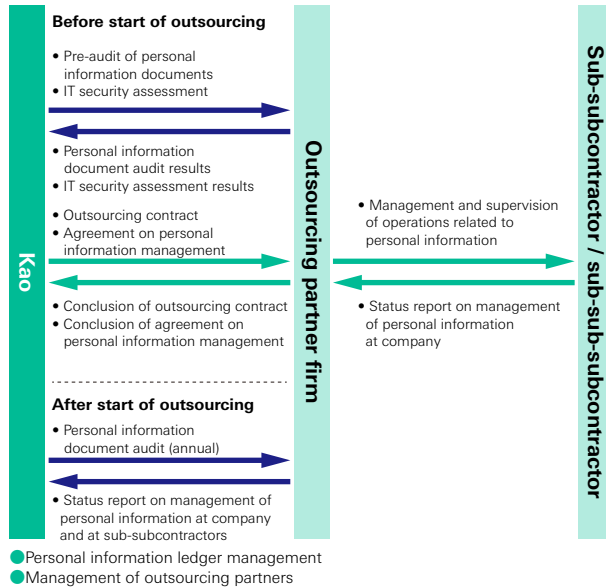 Before start of outsourcing
• Pre-audit of personal
information documents
• IT security assessment
• Personal information
document audit results
• IT security assessment results
• Outsourcing contract
• Agreement on personal
information management
• Conclusion of outsourcing contract
• Conclusion of agreement on
personal information management
After start of outsourcing
• Personal information
document audit (annual)
• Status report on management of
personal information at company
and at sub-subcontractors
Kao
Outsourcing partner firm
• Management and supervision
of operations related to
personal information
• Status report on management
of personal information
at company
Sub-subcontractor / sub-sub-subcontractor
●Personal information ledger management
●Management of outsourcing partners